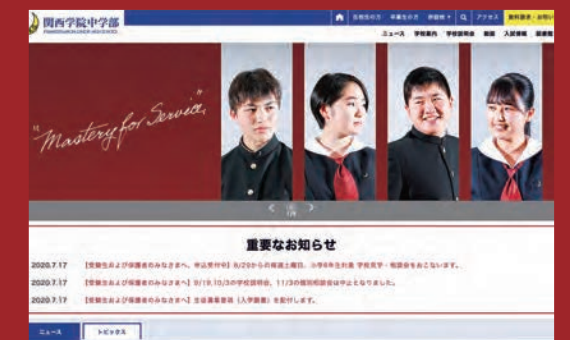 関西学院中学部
在校生の方 卒業生の方 アクセス 資料請求・お問い
ニュース 学校案内 学校説明会 入試情報
"Mastery for Service"
重要なお知らせ
2020.7.17 【受験生および保護者のみなさまへ、申込受付中】8/29からの毎週土曜日、小学6年生対象 学校見学・相談会をおこないます。
2020.7.17 【受験生および保護者のみなさまへ】9/19,10/3の学校説明会、11/3の個別相談会は中止となりました。
2020.7.17 【受験生および保護者のみなさまへ】生徒募集要項(入学願書)を配付します。
ニュース トピックス